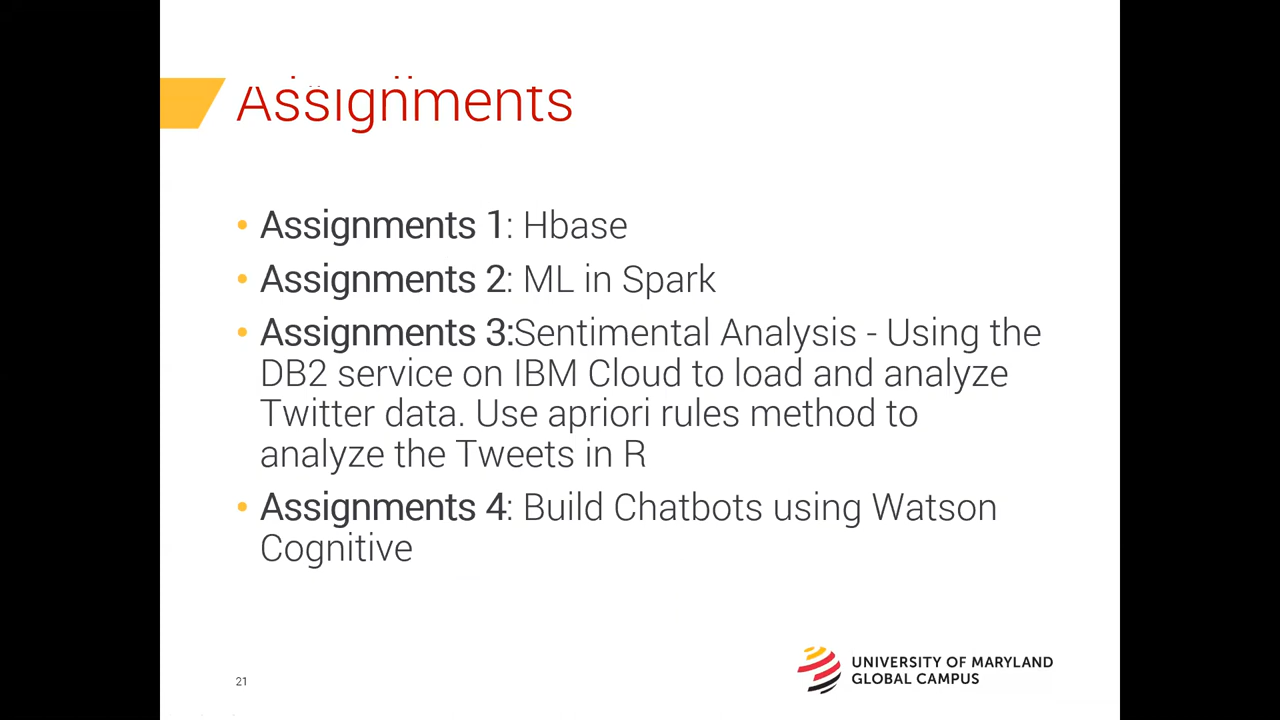 Assignments
• Assignments 1: Hbase
• Assignments 2: ML in Spark
• Assignments 3:Sentimental Analysis - Using the
DB2 service on IBM Cloud to load and analyze
Twitter data. Use apriori rules method to
analyze the Tweets in R
• Assignments 4: Build Chatbots using Watson
Cognitive
21
UNIVERSITY OF MARYLAND
GLOBAL CAMPUS